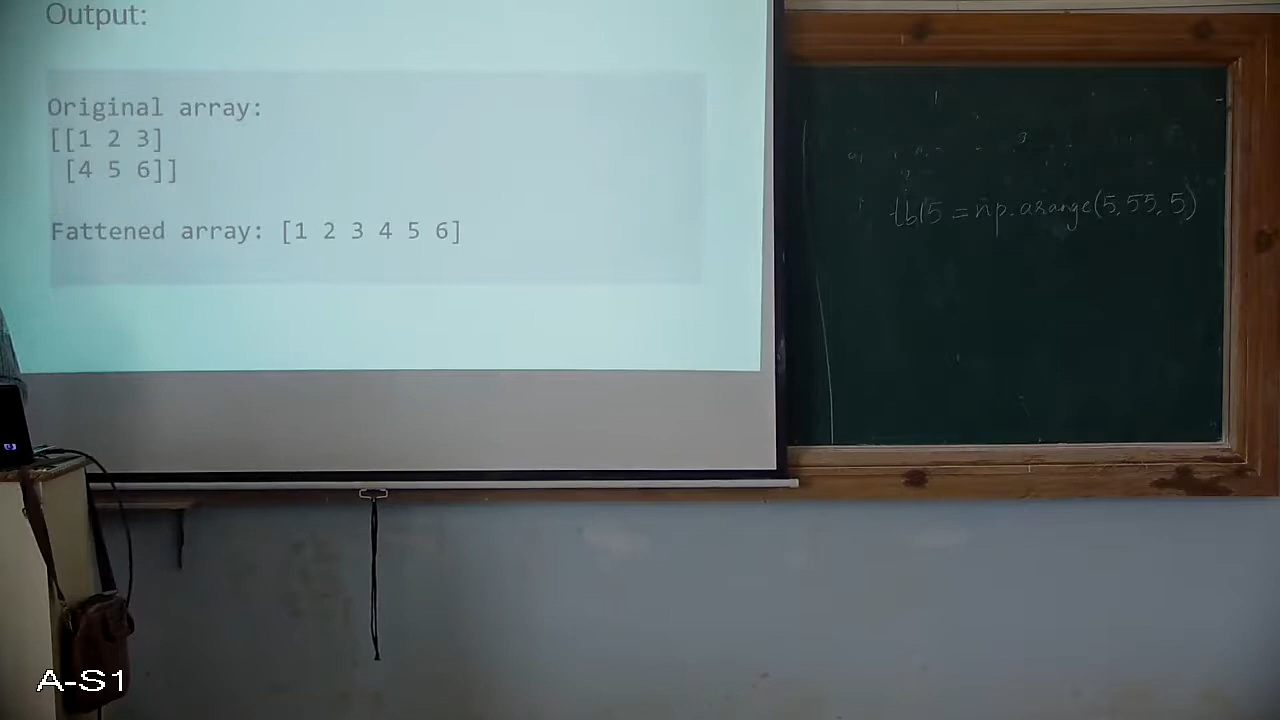 Output:
Original array:
[[1 2 3]
[4 5 6]]
Fattened array: [1 2 3 4 5 6]
tbl5 = np.arange(5, 55, 5)
A-S1